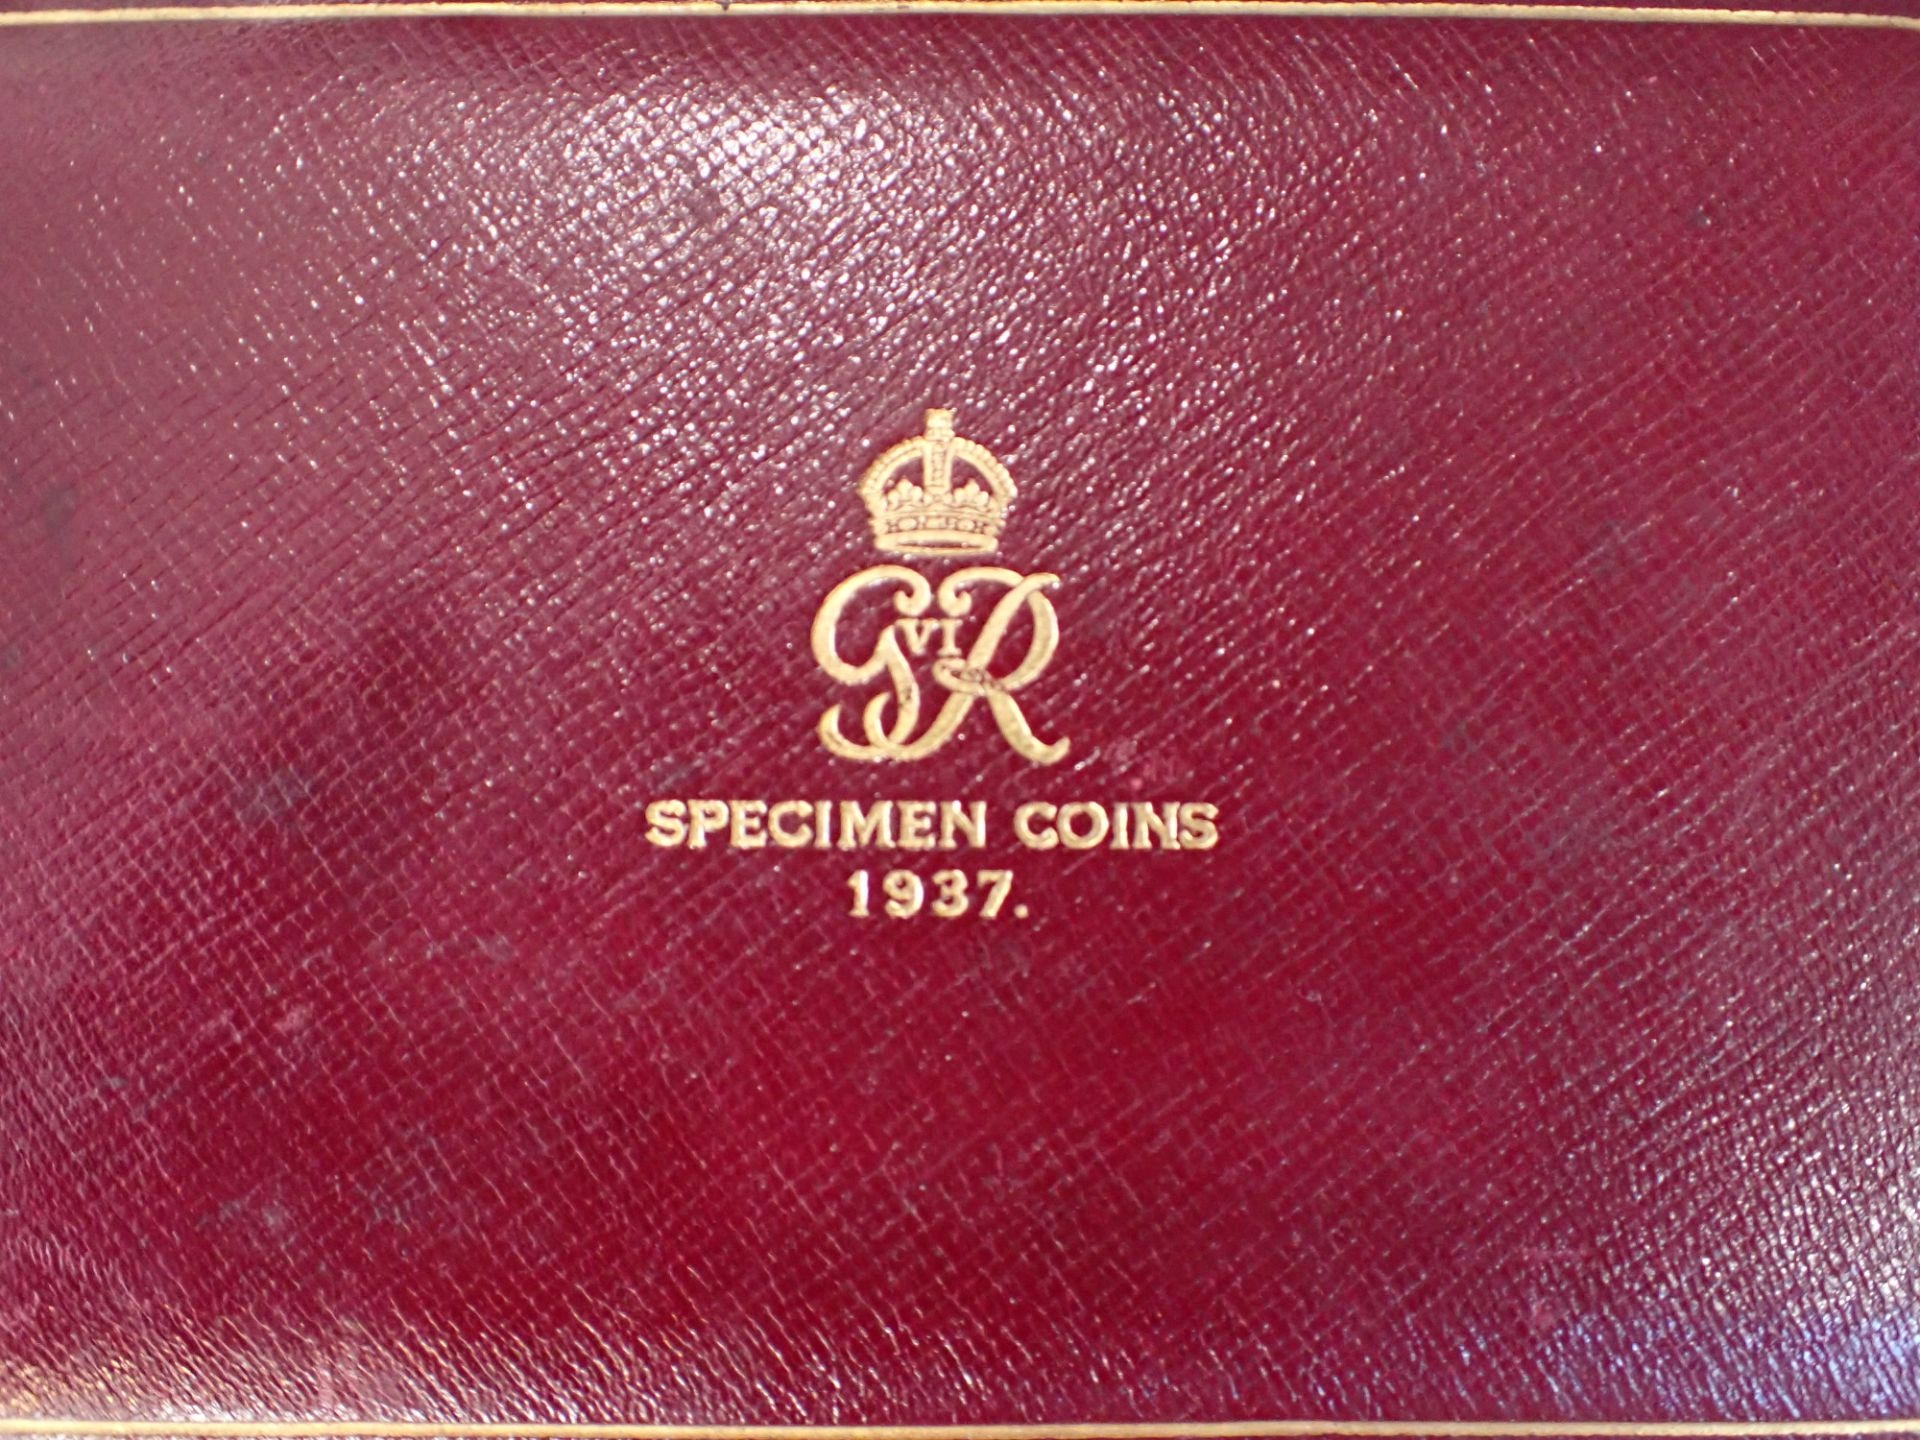 GVIR
SPECIMEN COINS
1937.